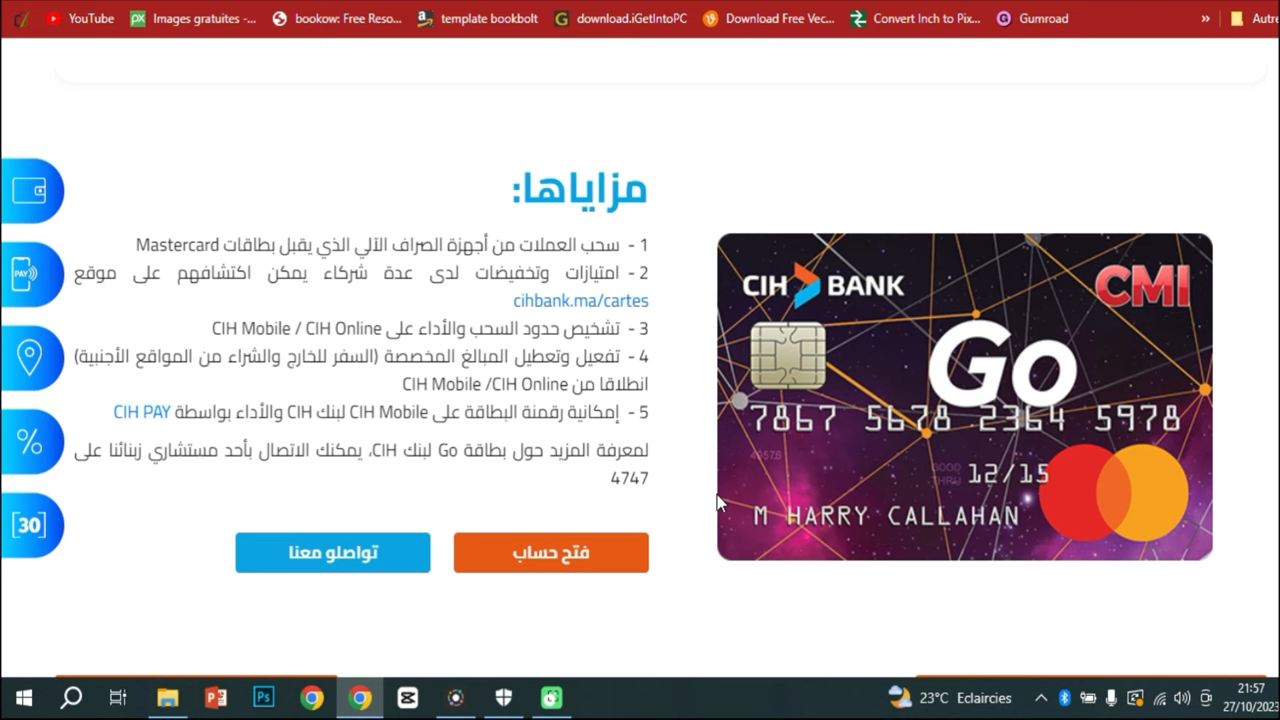 YouTube
Images gratuites -...
bookow: Free Reso...
template bookbolt
download.iGetIntoPC
Download Free Vec...
Convert Inch to Pix...
Gumroad
»
Autre
مزاياها:
1 - سحب العملات من أجهزة الصراف الآلي الذي يقبل بطاقات Mastercard
2 - امتيازات وتخفيضات لدى عدة شركاء يمكن اكتشافهم على موقع
cihbank.ma/cartes
3 - تشخيص حدود السحب والأداء على CIH Mobile / CIH Online
4 - تفعيل وتعطيل المبالغ المخصصة (السفر للخارج والشراء من المواقع الأجنبية)
انطلاقا من CIH Mobile /CIH Online
5 - إمكانية رقمنة البطاقة على CIH Mobile لبنك CIH والأداء بواسطة CIH PAY
لمعرفة المزيد حول بطاقة Go لبنك CIH، يمكنك الاتصال بأحد مستشاري زبنائنا على
4747
فتح حساب
تواصلو معنا
PAY
%
[30]
CIH BANK
CMI
Go
7867 5678 2364 5978
49576
GOOD
THRU
12/15
M HARRY CALLAHAN
23°C Eclaircies
21:57
27/10/2023